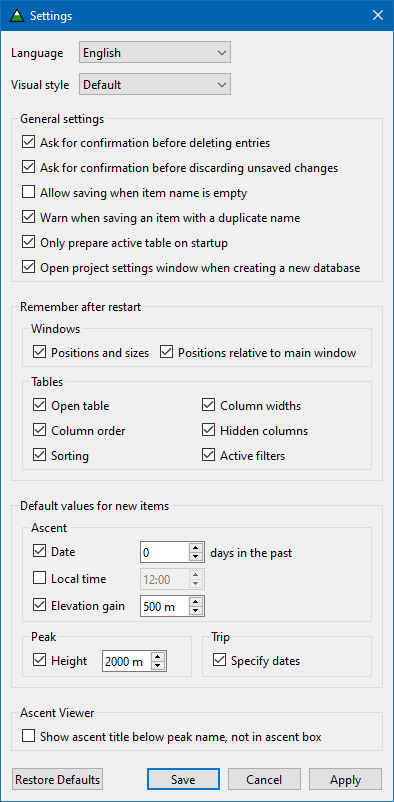 Settings
Language English
Visual style Default
General settings
Ask for confirmation before deleting entries
Ask for confirmation before discarding unsaved changes
Allow saving when item name is empty
Warn when saving an item with a duplicate name
Only prepare active table on startup
Open project settings window when creating a new database
Remember after restart
Windows
Positions and sizes Positions relative to main window
Tables
Open table Column widths
Column order Hidden columns
Sorting Active filters
Default values for new items
Ascent
Date 0 days in the past
Local time 12:00
Elevation gain 500 m
Peak Trip
Height 2000 m Specify dates
Ascent Viewer
Show ascent title below peak name, not in ascent box
Restore Defaults Save Cancel Apply